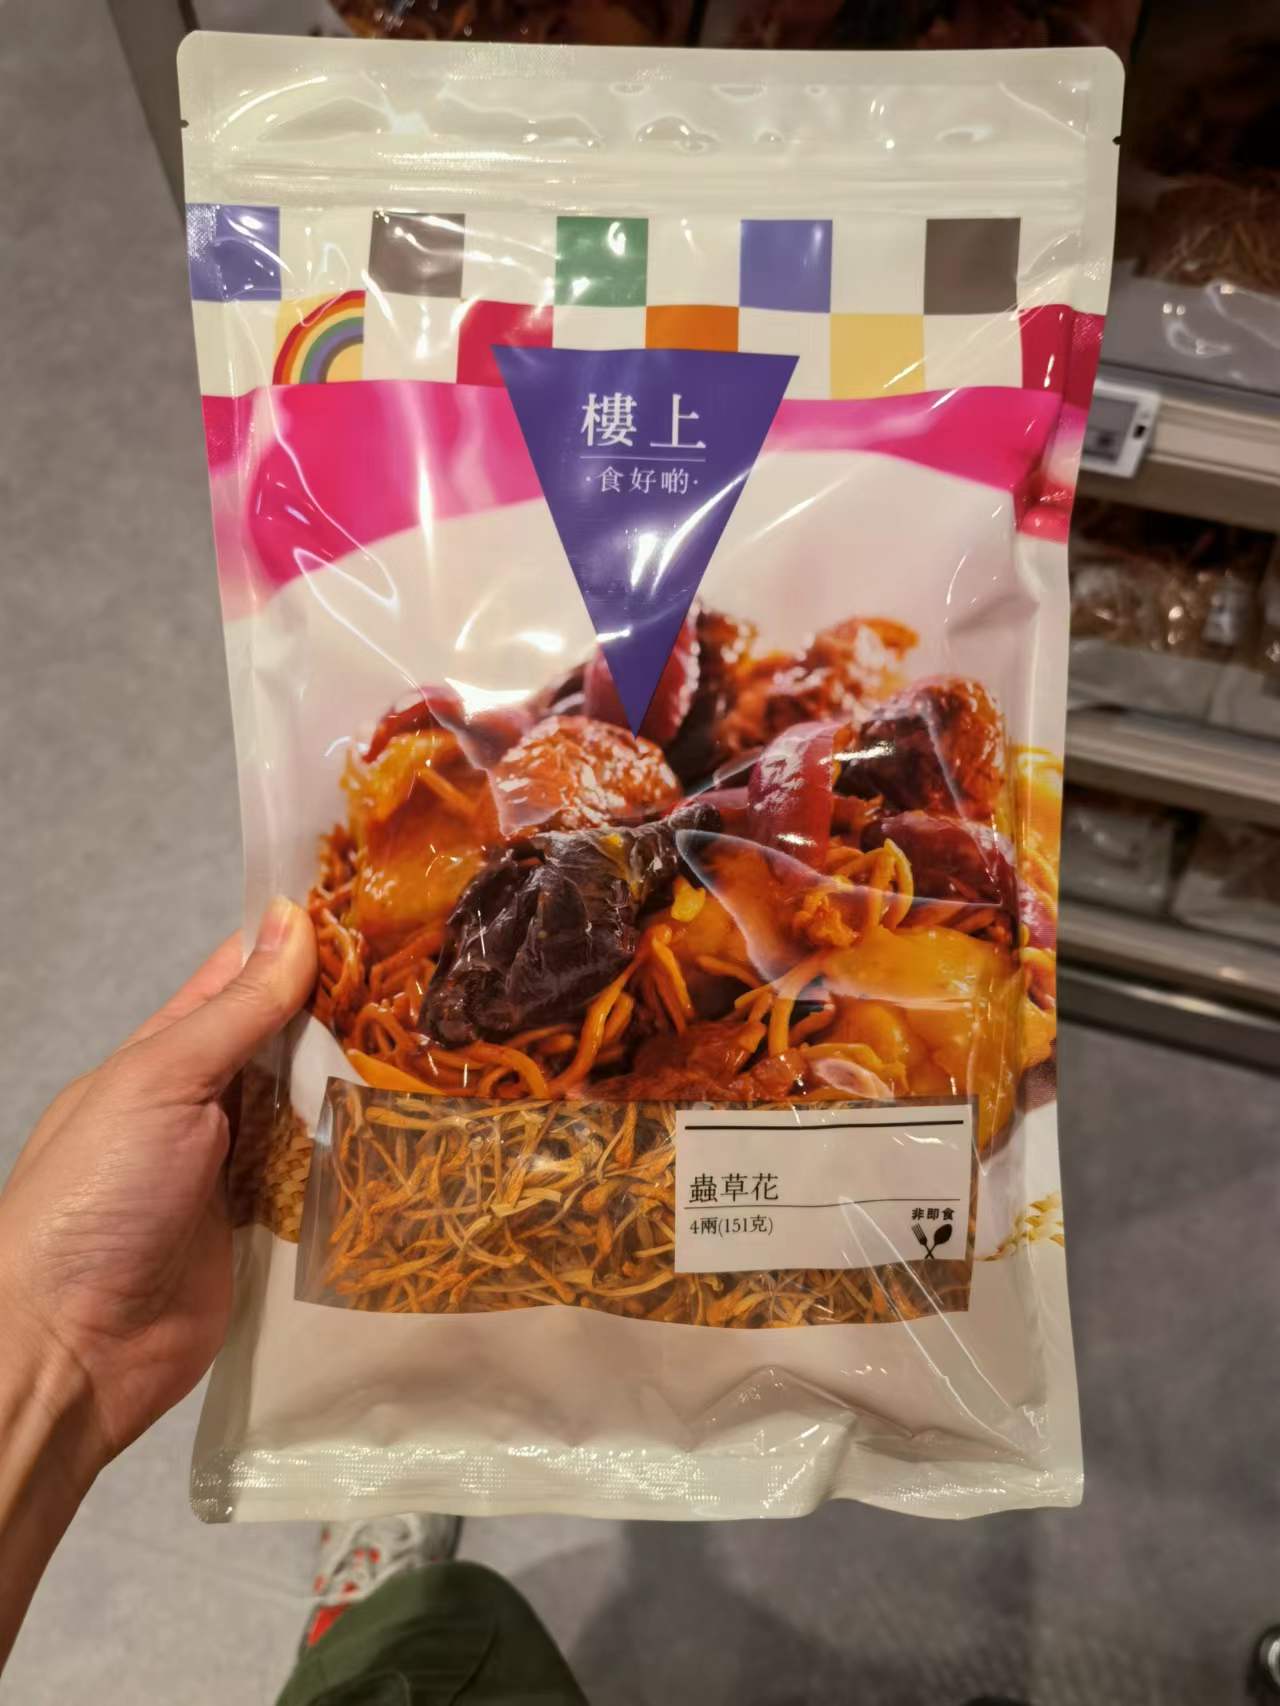 樓上
·食好啲·
蟲草花
4兩(151克)
非即食